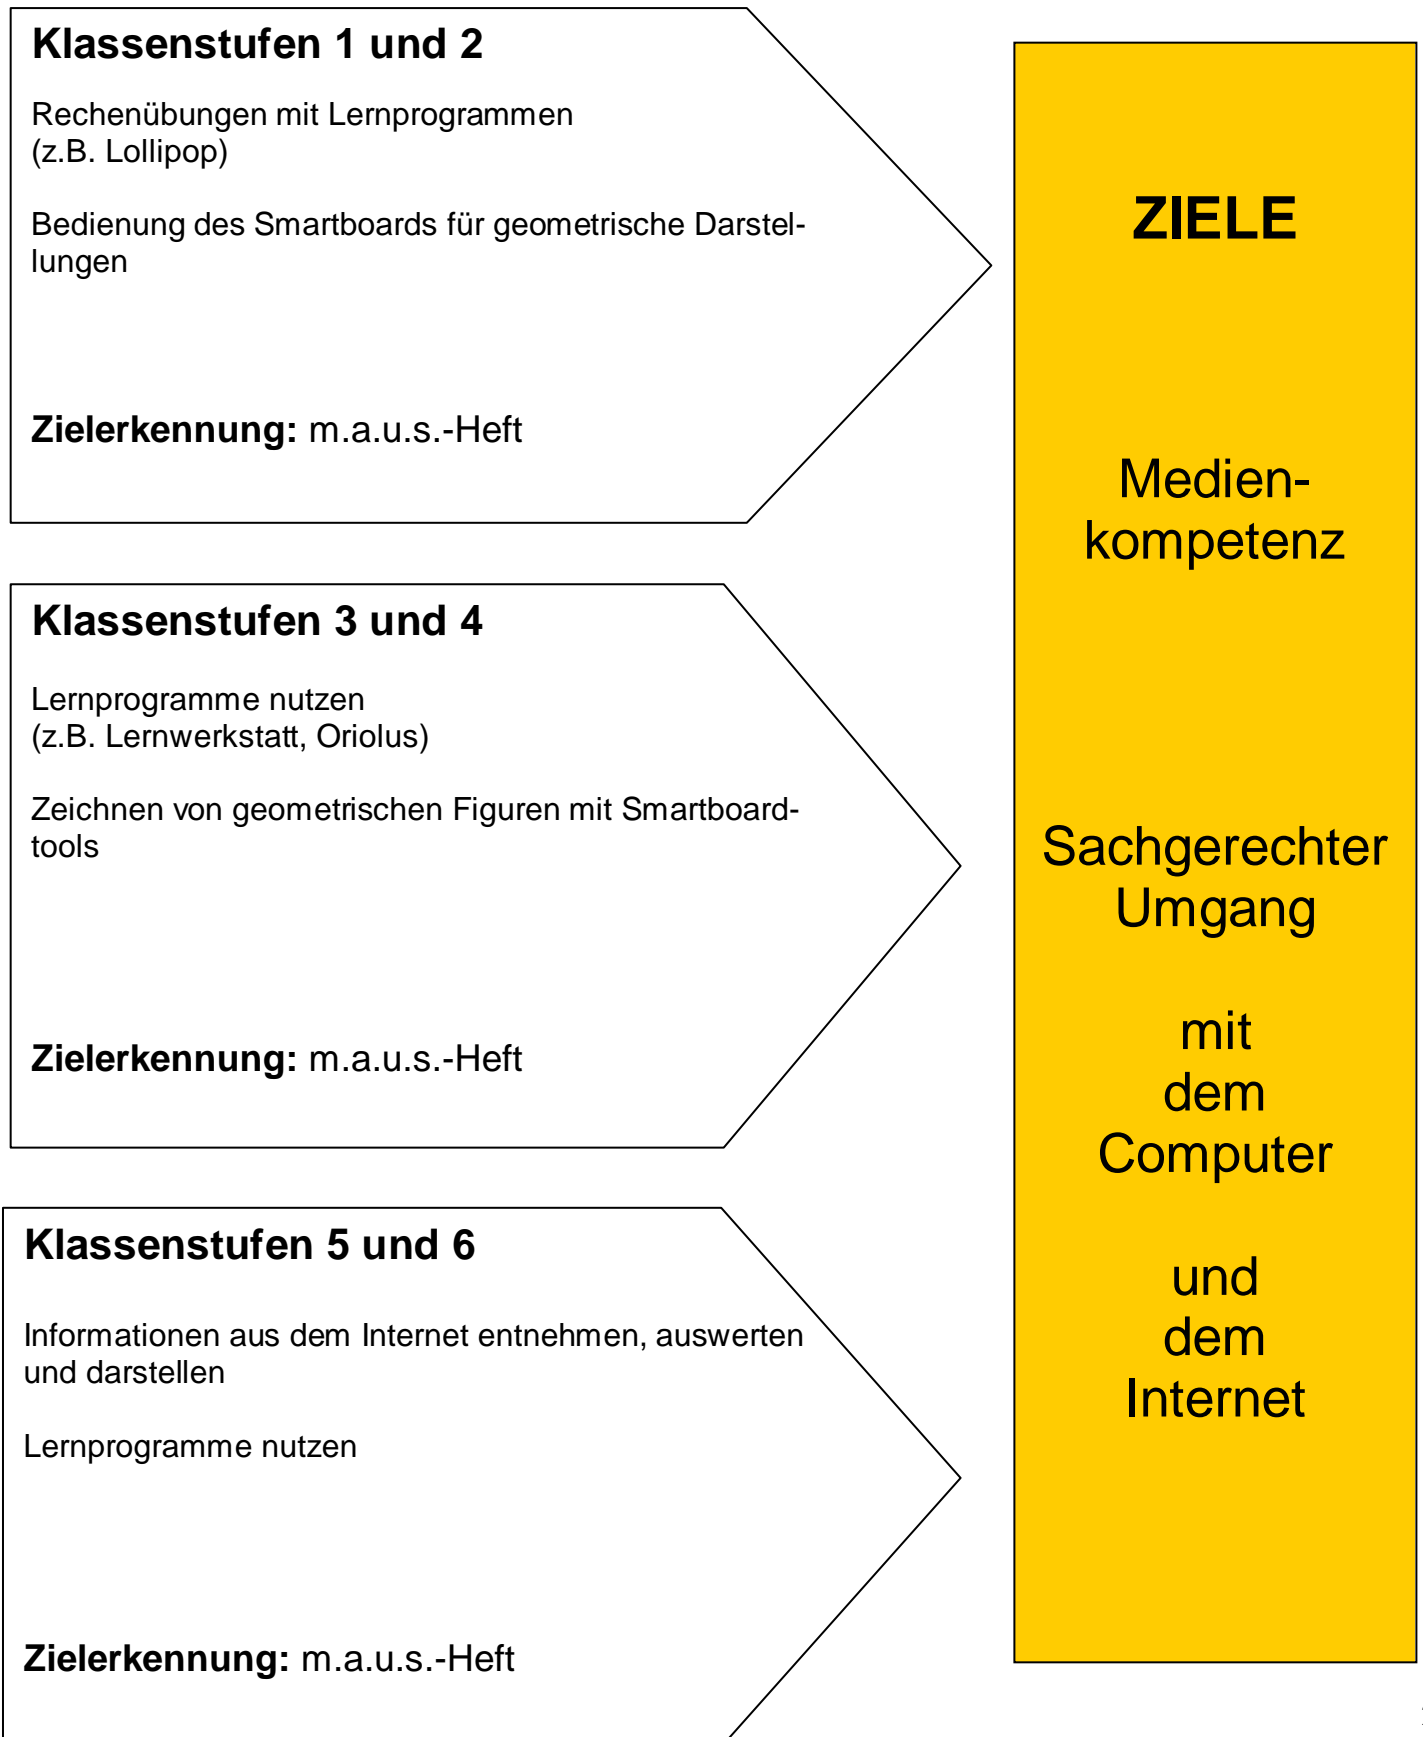 Klassenstufen 1 und 2
Rechenübungen mit Lernprogrammen
(z.B. Lollipop)
Bedienung des Smartboards für geometrische Darstel-
lungen
Zielerkennung: m.a.u.s.-Heft
Klassenstufen 3 und 4
Lernprogramme nutzen
(z.B. Lernwerkstatt, Oriolus)
Zeichnen von geometrischen Figuren mit Smartboard-
tools
Zielerkennung: m.a.u.s.-Heft
Klassenstufen 5 und 6
Informationen aus dem Internet entnehmen, auswerten
und darstellen
Lernprogramme nutzen
Zielerkennung: m.a.u.s.-Heft
ZIELE
Medien-
kompetenz
Sachgerechter
Umgang
mit
dem
Computer
und
dem
Internet